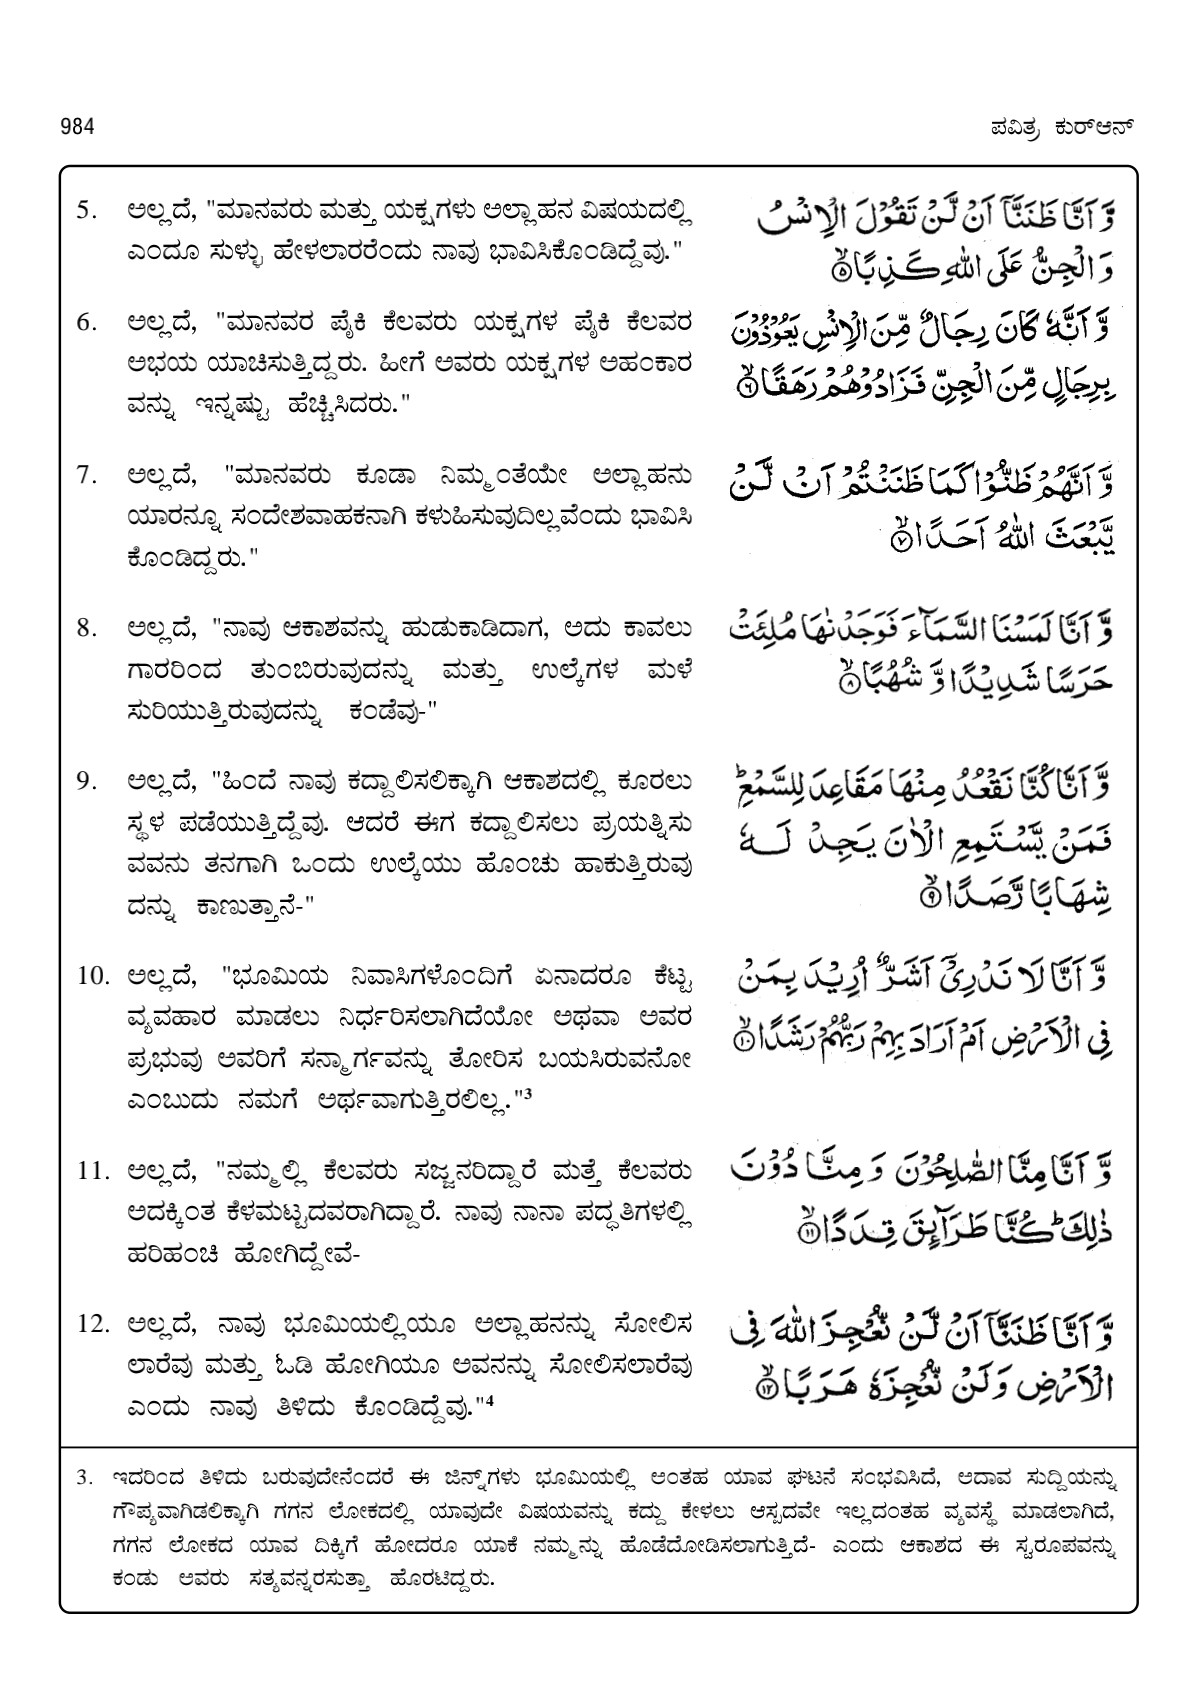 984
ಪವಿತ್ರ ಕುರ್‌ಆನ್
5. ಅಲ್ಲದೆ, "ಮಾನವರು ಮತ್ತು ಯಕ್ಷಗಳು ಅಲ್ಲಾಹನ ವಿಷಯದಲ್ಲಿ
ಎಂದೂ ಸುಳ್ಳು ಹೇಳಲಾರರೆಂದು ನಾವು ಭಾವಿಸಿಕೊಂಡಿದ್ದೆವು."
وَّ اَنَّا ظَنَنَّآ اَنْ لَّنْ تَقُوْلَ الْاِنْسُ
وَ الْجِنُّ عَلَى اللّٰهِ كَذِبًا ۙ۵
6. ಅಲ್ಲದೆ, "ಮಾನವರ ಪೈಕಿ ಕೆಲವರು ಯಕ್ಷಗಳ ಪೈಕಿ ಕೆಲವರ
ಅಭಯ ಯಾಚಿಸುತ್ತಿದ್ದರು. ಹೀಗೆ ಅವರು ಯಕ್ಷಗಳ ಅಹಂಕಾರ
ವನ್ನು ಇನ್ನಷ್ಟು ಹೆಚ್ಚಿಸಿದರು."
وَّ اَنَّهٗ كَانَ رِجَالٌ مِّنَ الْاِنْسِ يَعُوْذُوْنَ
بِرِجَالٍ مِّنَ الْجِنِّ فَزَادُوْهُمْ رَهَقًا ۙ۶
7. ಅಲ್ಲದೆ, "ಮಾನವರು ಕೂಡಾ ನಿಮ್ಮಂತೆಯೇ ಅಲ್ಲಾಹನು
ಯಾರನ್ನೂ ಸಂದೇಶವಾಹಕನಾಗಿ ಕಳುಹಿಸುವುದಿಲ್ಲವೆಂದು ಭಾವಿಸಿ
ಕೊಂಡಿದ್ದರು."
وَّ اَنَّهُمْ ظَنُّوْا كَمَا ظَنَنْتُمْ اَنْ لَّنْ
يَّبْعَثَ اللّٰهُ اَحَدًا ۙ۷
8. ಅಲ್ಲದೆ, "ನಾವು ಆಕಾಶವನ್ನು ಹುಡುಕಾಡಿದಾಗ, ಅದು ಕಾವಲು
ಗಾರರಿಂದ ತುಂಬಿರುವುದನ್ನು ಮತ್ತು ಉಲ್ಕೆಗಳ ಮಳೆ
ಸುರಿಯುತ್ತಿರುವುದನ್ನು ಕಂಡೆವು-"
وَّ اَنَّا لَمَسْنَا السَّمَآءَ فَوَجَدْنٰهَا مُلِئَتْ
حَرَسًا شَدِيْدًا وَّ شُهُبًا ۙ۸
9. ಅಲ್ಲದೆ, "ಹಿಂದೆ ನಾವು ಕದ್ದಾಲಿಸಲಿಕ್ಕಾಗಿ ಆಕಾಶದಲ್ಲಿ ಕೂರಲು
ಸ್ಥಳ ಪಡೆಯುತ್ತಿದ್ದೆವು. ಆದರೆ ಈಗ ಕದ್ದಾಲಿಸಲು ಪ್ರಯತ್ನಿಸು
ವವನು ತನಗಾಗಿ ಒಂದು ಉಲ್ಕೆಯು ಹೊಂಚು ಹಾಕುತ್ತಿರುವು
ದನ್ನು ಕಾಣುತ್ತಾನೆ-"
وَّ اَنَّا كُنَّا نَقْعُدُ مِنْهَا مَقَاعِدَ لِلسَّمْعِ ؕ
فَمَنْ يَّسْتَمِعِ الْاٰنَ يَجِدْ لَهٗ
شِهَابًا رَّصَدًا ۙ۹
10. ಅಲ್ಲದೆ, "ಭೂಮಿಯ ನಿವಾಸಿಗಳೊಂದಿಗೆ ಏನಾದರೂ ಕೆಟ್ಟ
ವ್ಯವಹಾರ ಮಾಡಲು ನಿರ್ಧರಿಸಲಾಗಿದೆಯೋ ಅಥವಾ ಅವರ
ಪ್ರಭುವು ಅವರಿಗೆ ಸನ್ಮಾರ್ಗವನ್ನು ತೋರಿಸ ಬಯಸಿರುವನೋ
ಎಂಬುದು ನಮಗೆ ಅರ್ಥವಾಗುತ್ತಿರಲಿಲ್ಲ."³
وَّ اَنَّا لَا نَدْرِيْٓ اَشَرٌّ اُرِيْدَ بِمَنْ
فِي الْاَرْضِ اَمْ اَرَادَ بِهِمْ رَبُّهُمْ رَشَدًا ۙ۱۰
11. ಅಲ್ಲದೆ, "ನಮ್ಮಲ್ಲಿ ಕೆಲವರು ಸಜ್ಜನರಿದ್ದಾರೆ ಮತ್ತೆ ಕೆಲವರು
ಅದಕ್ಕಿಂತ ಕೆಳಮಟ್ಟದವರಾಗಿದ್ದಾರೆ. ನಾವು ನಾನಾ ಪದ್ಧತಿಗಳಲ್ಲಿ
ಹರಿಹಂಚಿ ಹೋಗಿದ್ದೇವೆ-
وَّ اَنَّا مِنَّا الصّٰلِحُوْنَ وَ مِنَّا دُوْنَ
ذٰلِكَ ؕ كُنَّا طَرَآئِقَ قِدَدًا ۙ۱۱
12. ಅಲ್ಲದೆ, ನಾವು ಭೂಮಿಯಲ್ಲಿಯೂ ಅಲ್ಲಾಹನನ್ನು ಸೋಲಿಸ
ಲಾರೆವು ಮತ್ತು ಓಡಿ ಹೋಗಿಯೂ ಅವನನ್ನು ಸೋಲಿಸಲಾರೆವು
ಎಂದು ನಾವು ತಿಳಿದು ಕೊಂಡಿದ್ದೆವು."⁴
وَّ اَنَّا ظَنَنَّآ اَنْ لَّنْ نُّعْجِزَ اللّٰهَ فِي
الْاَرْضِ وَ لَنْ نُّعْجِزَهٗ هَرَبًا ۙ۱۲
3. ಇದರಿಂದ ತಿಳಿದು ಬರುವುದೇನೆಂದರೆ ಈ ಜಿನ್ನ್‌ಗಳು ಭೂಮಿಯಲ್ಲಿ ಅಂತಹ ಯಾವ ಘಟನೆ ಸಂಭವಿಸಿದೆ, ಅದಾವ ಸುದ್ದಿಯನ್ನು
ಗೌಪ್ಯವಾಗಿಡಲಿಕ್ಕಾಗಿ ಗಗನ ಲೋಕದಲ್ಲಿ ಯಾವುದೇ ವಿಷಯವನ್ನು ಕದ್ದು ಕೇಳಲು ಆಸ್ಪದವೇ ಇಲ್ಲದಂತಹ ವ್ಯವಸ್ಥೆ ಮಾಡಲಾಗಿದೆ,
ಗಗನ ಲೋಕದ ಯಾವ ದಿಕ್ಕಿಗೆ ಹೋದರೂ ಯಾಕೆ ನಮ್ಮನ್ನು ಹೊಡೆದೋಡಿಸಲಾಗುತ್ತಿದೆ- ಎಂದು ಆಕಾಶದ ಈ ಸ್ವರೂಪವನ್ನು
ಕಂಡು ಅವರು ಸತ್ಯವನ್ನರಸುತ್ತಾ ಹೊರಟಿದ್ದರು.